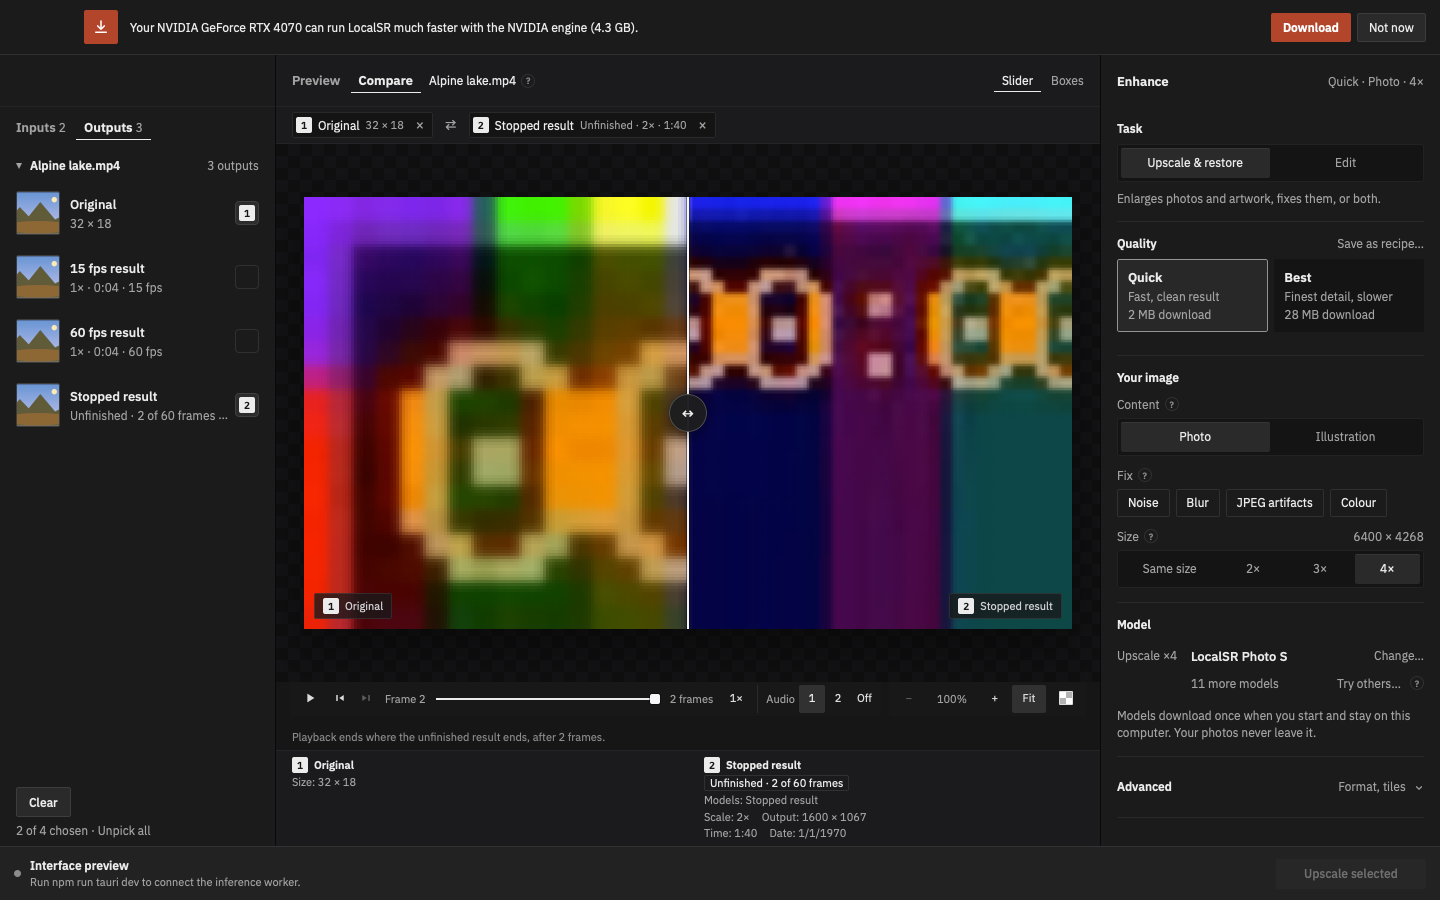 Your NVIDIA GeForce RTX 4070 can run LocalSR much faster with the NVIDIA engine (4.3 GB).
Download
Not now
Preview
Compare
Alpine lake.mp4
?
Slider
Boxes
Enhance
Quick · Photo · 4×
Inputs 2
Outputs 3
1 Original 32 × 18 ×
2 Stopped result Unfinished · 2× · 1:40 ×
Alpine lake.mp4
3 outputs
Original
32 × 18
1
15 fps result
1× · 0:04 · 15 fps
60 fps result
1× · 0:04 · 60 fps
Stopped result
Unfinished · 2 of 60 frames ...
2
1 Original
2 Stopped result
Frame 2
2 frames
1×
Audio
1
2
Off
−
100%
+
Fit
Playback ends where the unfinished result ends, after 2 frames.
1 Original
Size: 32 × 18
2 Stopped result
Unfinished · 2 of 60 frames
Models: Stopped result
Scale: 2× Output: 1600 × 1067
Time: 1:40 Date: 1/1/1970
Clear
2 of 4 chosen · Unpick all
Task
Upscale & restore
Edit
Enlarges photos and artwork, fixes them, or both.
Quality
Save as recipe...
Quick
Fast, clean result
2 MB download
Best
Finest detail, slower
28 MB download
Your image
Content ?
Photo
Illustration
Fix ?
Noise
Blur
JPEG artifacts
Colour
Size ?
6400 × 4268
Same size
2×
3×
4×
Model
Upscale ×4
LocalSR Photo S
Change...
11 more models
Try others... ?
Models download once when you start and stay on this
computer. Your photos never leave it.
Advanced
Format, tiles
Interface preview
Run npm run tauri dev to connect the inference worker.
Upscale selected